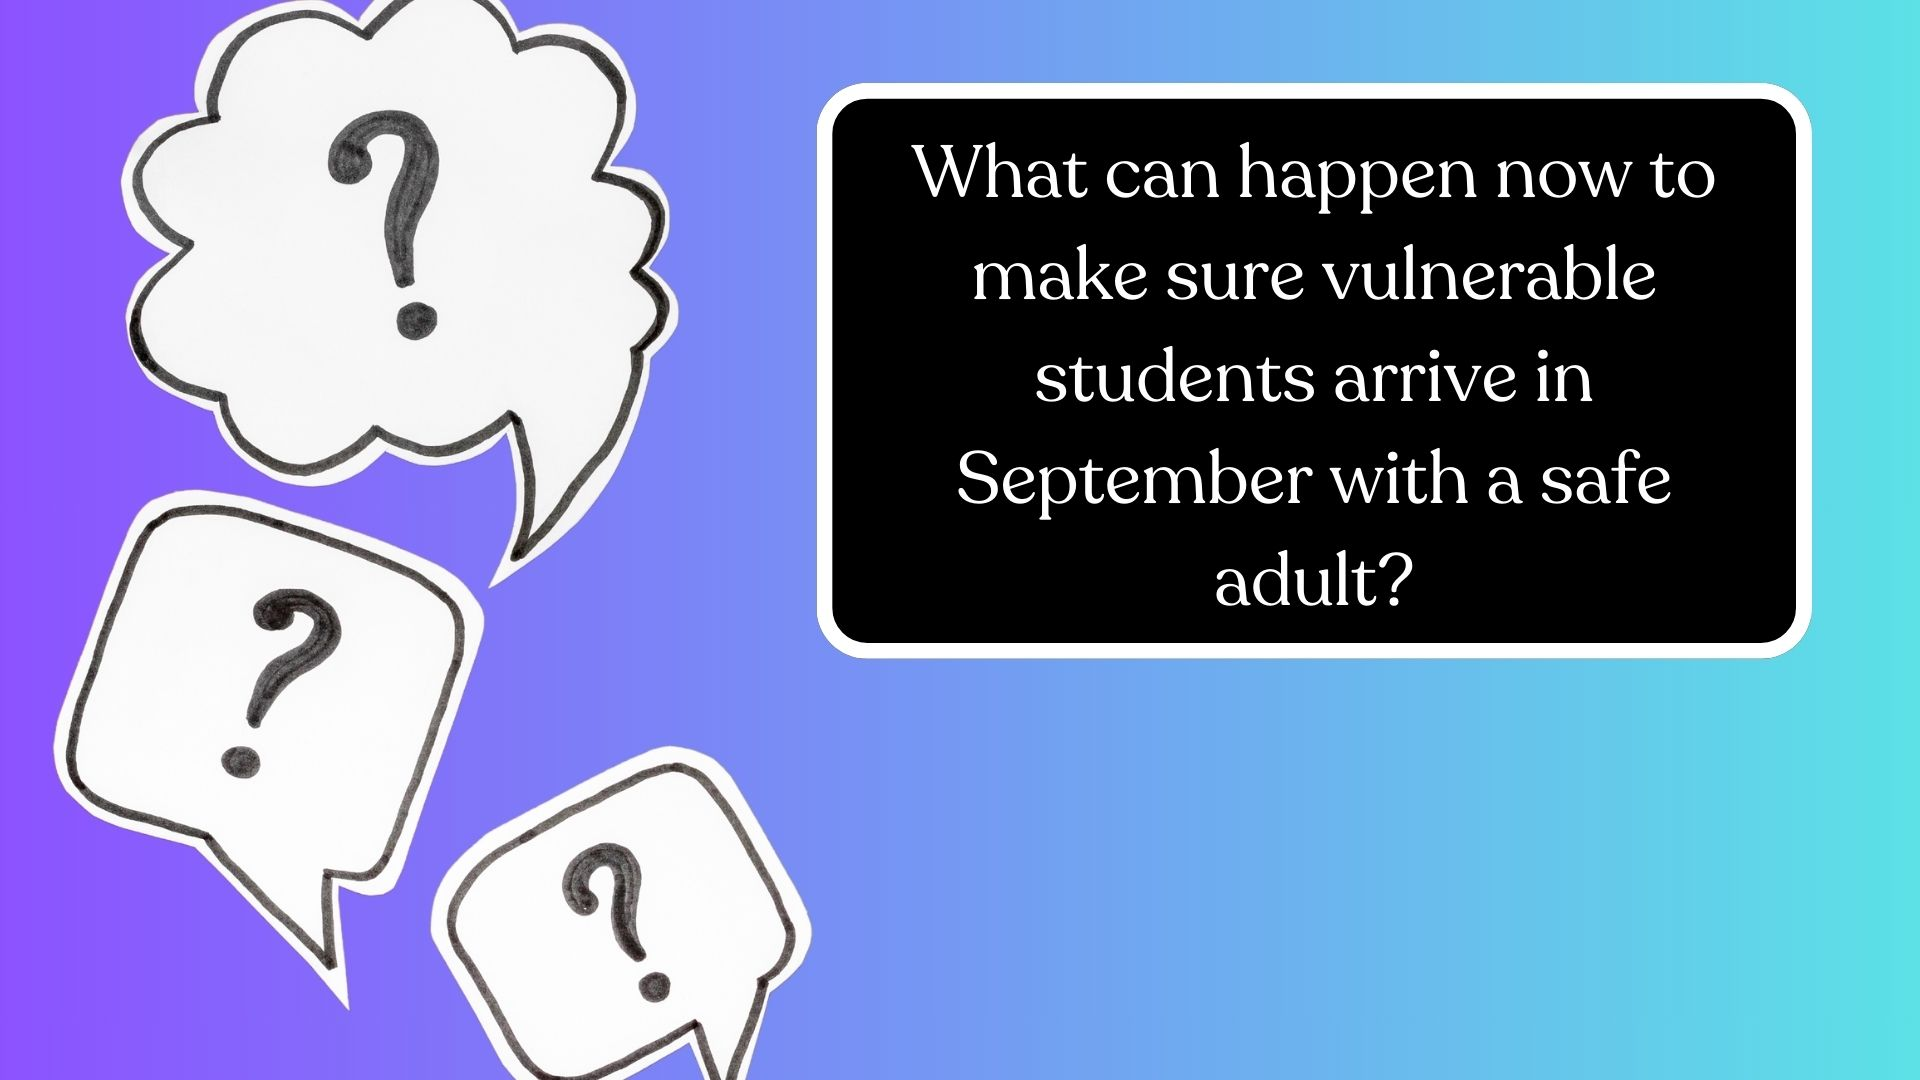 ?
?
?
What can happen now to
make sure vulnerable
students arrive in
September with a safe
adult?